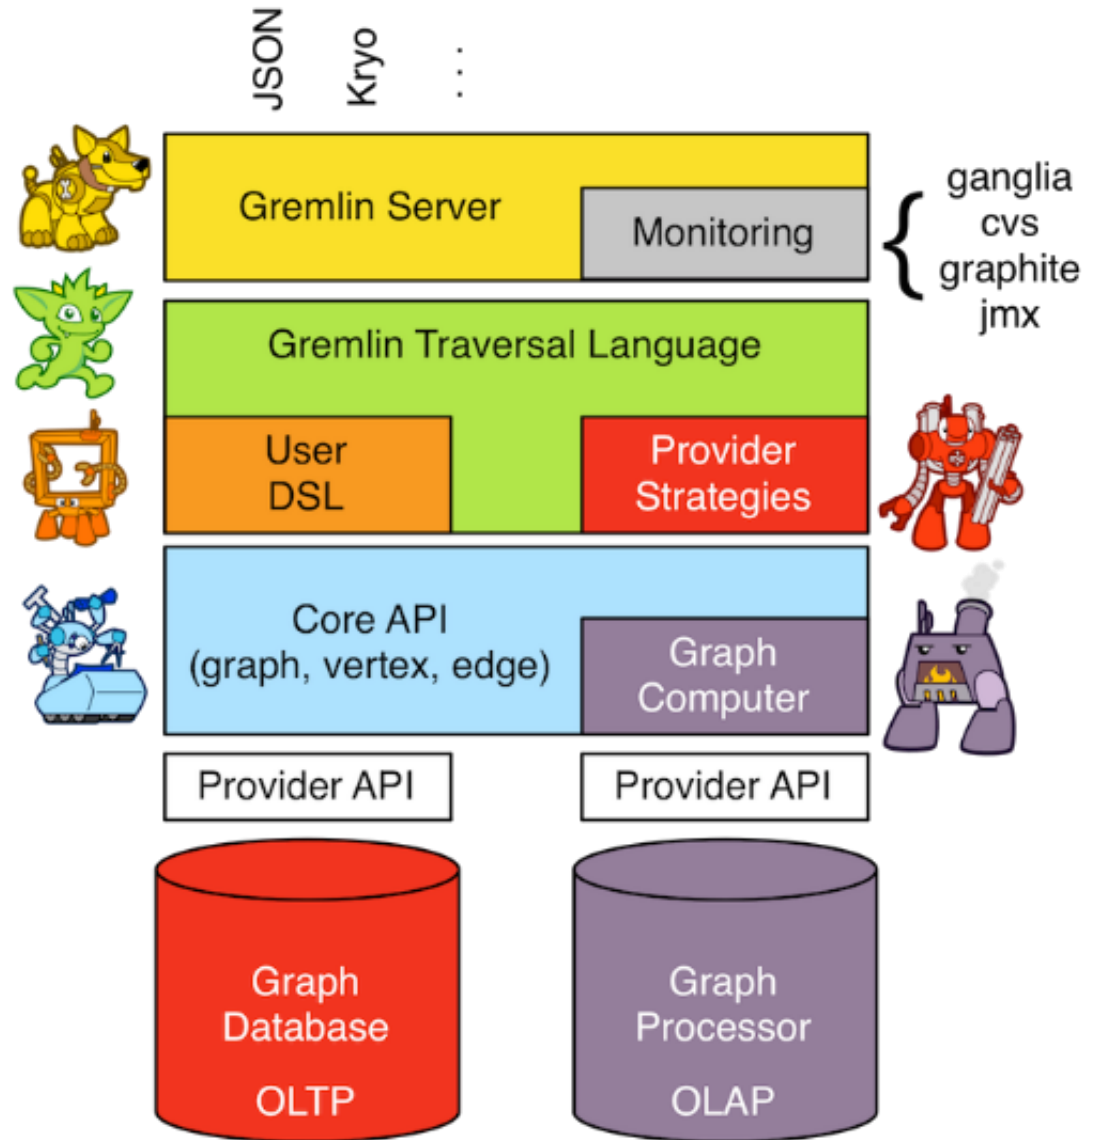 JSON
Kryo
...
Gremlin Server
Monitoring
{
ganglia
cvs
graphite
jmx
Gremlin Traversal Language
User
DSL
Provider
Strategies
Core API
(graph, vertex, edge)
Graph
Computer
Provider API
Provider API
Graph
Database
OLTP
Graph
Processor
OLAP